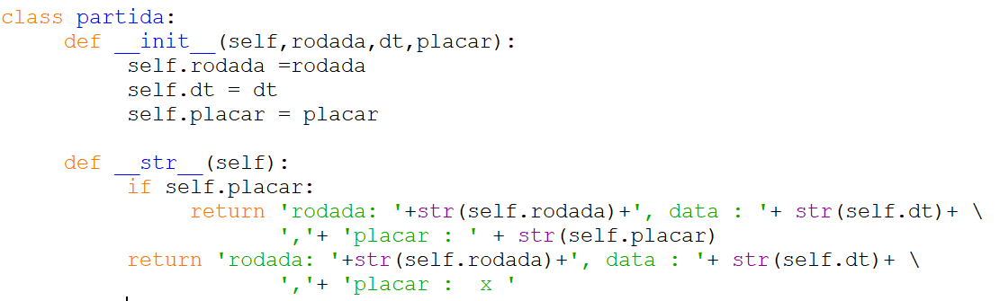 class partida:
     def __init__(self,rodada,dt,placar):
          self.rodada =rodada
          self.dt = dt
          self.placar = placar

     def __str__(self):
          if self.placar:
               return 'rodada: '+str(self.rodada)+', data : '+ str(self.dt)+ \
                      ','+ 'placar : ' + str(self.placar)
          return 'rodada: '+str(self.rodada)+', data : '+ str(self.dt)+ \
                      ','+ 'placar :  x '